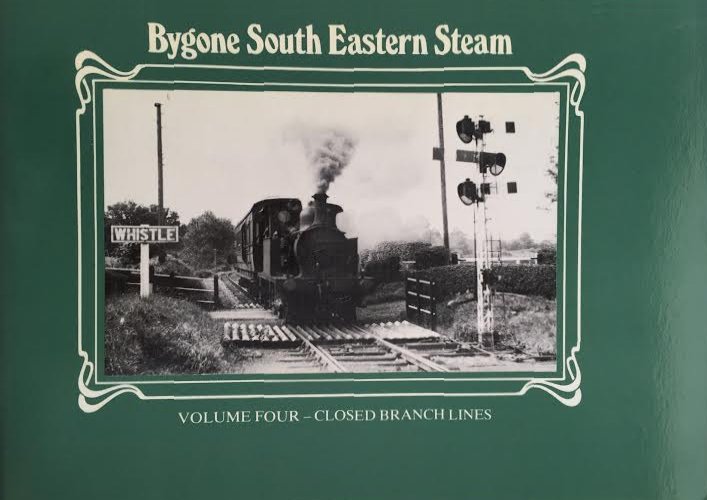 Bygone South Eastern Steam
WHISTLE
VOLUME FOUR – CLOSED BRANCH LINES